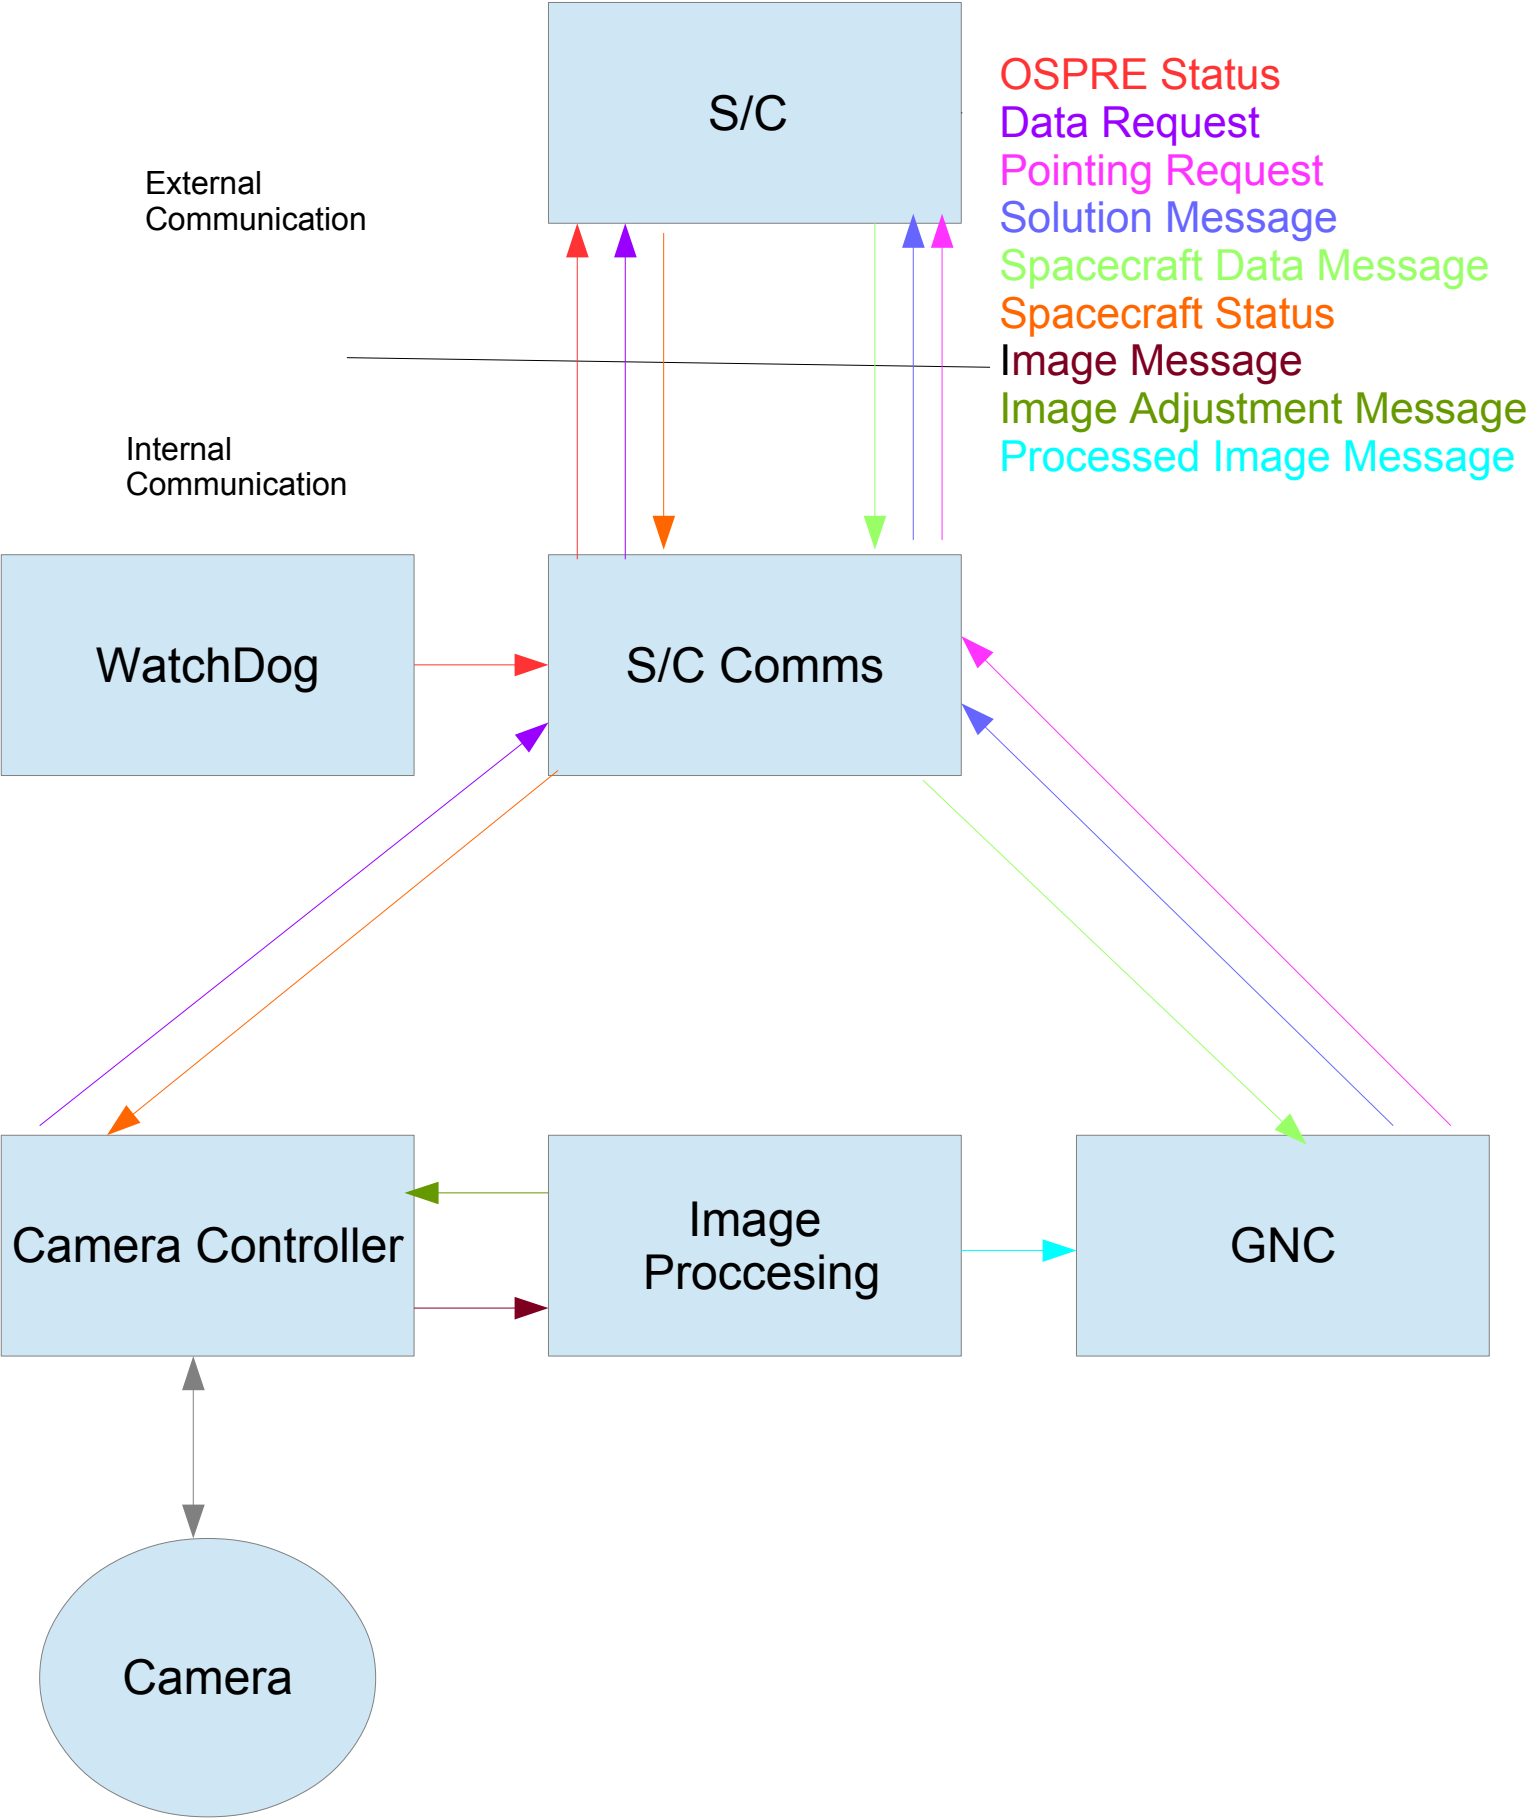 S/C
OSPRE Status
Data Request
Pointing Request
Solution Message
Spacecraft Data Message
Spacecraft Status
Image Message
Image Adjustment Message
Processed Image Message
External
Communication
Internal
Communication
WatchDog
S/C Comms
Camera Controller
Image
Proccesing
GNC
Camera